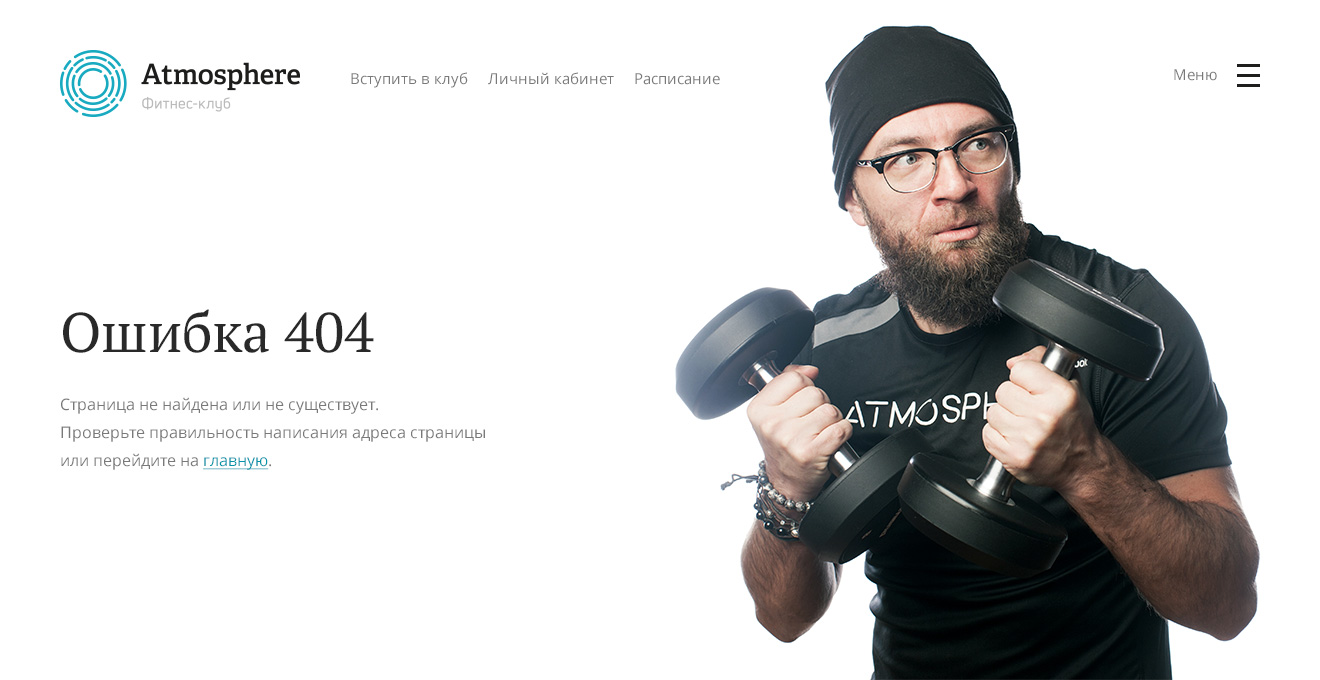 Atmosphere
Фитнес-клуб
Вступить в клуб Личный кабинет Расписание
Меню
Ошибка 404
Страница не найдена или не существует.
Проверьте правильность написания адреса страницы
или перейдите на главную.
ATMOSPH